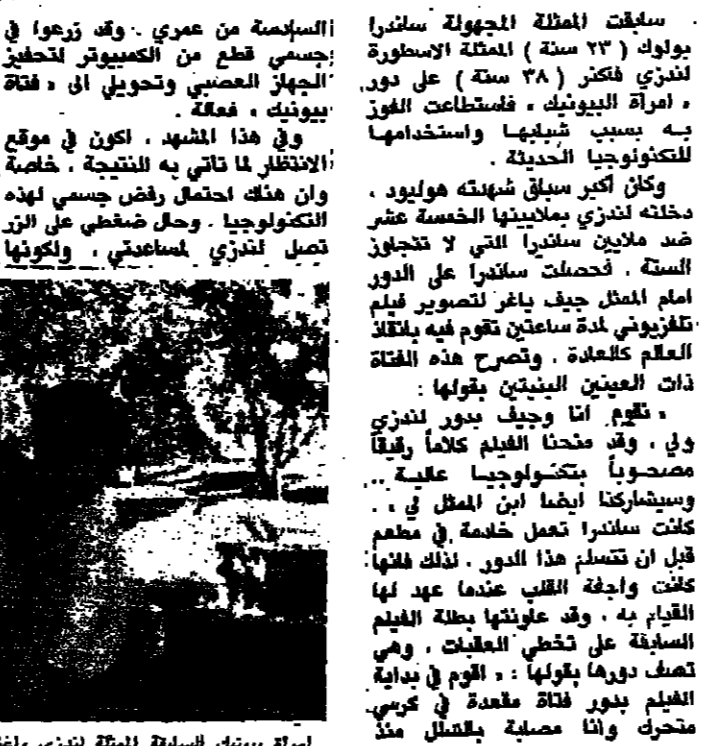 سابقت الممثلة المجهولة ساندرا
بولوك ( ٢٣ سنة ) الممثلة الاسطورة
لندزي فاكنر ( ٣٨ سنة ) على دور
« امرأة البيونيك » فاستطاعت الفوز
بـه بسبب شبابهـا واستخدامهـا
للتكنولوجيا الحديثة .
وكان أكبر سباق شهدته هوليود ،
دخلته لندزي بملايينها الخمسة عشر
ضد ملايين ساندرا التي لا تتجاوز
الستة . فحصلت ساندرا على الدور
امام الممثل جيف ياغر لتصوير فيلم
تلفزيوني لمدة ساعتين تقوم فيه بانقاذ
العالم كالعادة . وتصرح هذه الفتاة
ذات العينين البنيتين بقولها :
« نقوم انا وجيف بدور لندزي
ولي ، وقد منحنا الفيلم كلاماً رقيقاً
مصحـوباً بتكنـولوجيـا عاليـة ..
وسيشاركنا ايضا ابن الممثل لي » .
كانت ساندرا تعمل خادمة في مطعم
قبل ان تتسلم هذا الدور . لذلك فانها
كانت واجفة القلب عندما عهد لها
القيام به ، وقد عاونتها بطلة الفيلم
السابقة على تخطي العقبات ، وهي
تصف دورها بقولها : « اقوم في بداية
الفيلم بدور فتاة مقعدة في كرسي
متحرك وانا مصابة بالشلل منذ
السادسة من عمري . وقد زرعوا في
جسمي قطع من الكمبيوتر لتحفيز
الجهاز العصبي وتحويلي الى « فتاة
بيونيك » فعالة .
وفي هذا المشهد ، اكون في موقع
الانتظار لما تاتي به النتيجة ، خاصة
وان هناك احتمال رفض جسمي لهذه
التكنولوجيا . وحال ضغطي على الزر
تصل لندزي لمساعدتي ، ولكونها
امرأة بيونيك السابقة الممثلة لندزي